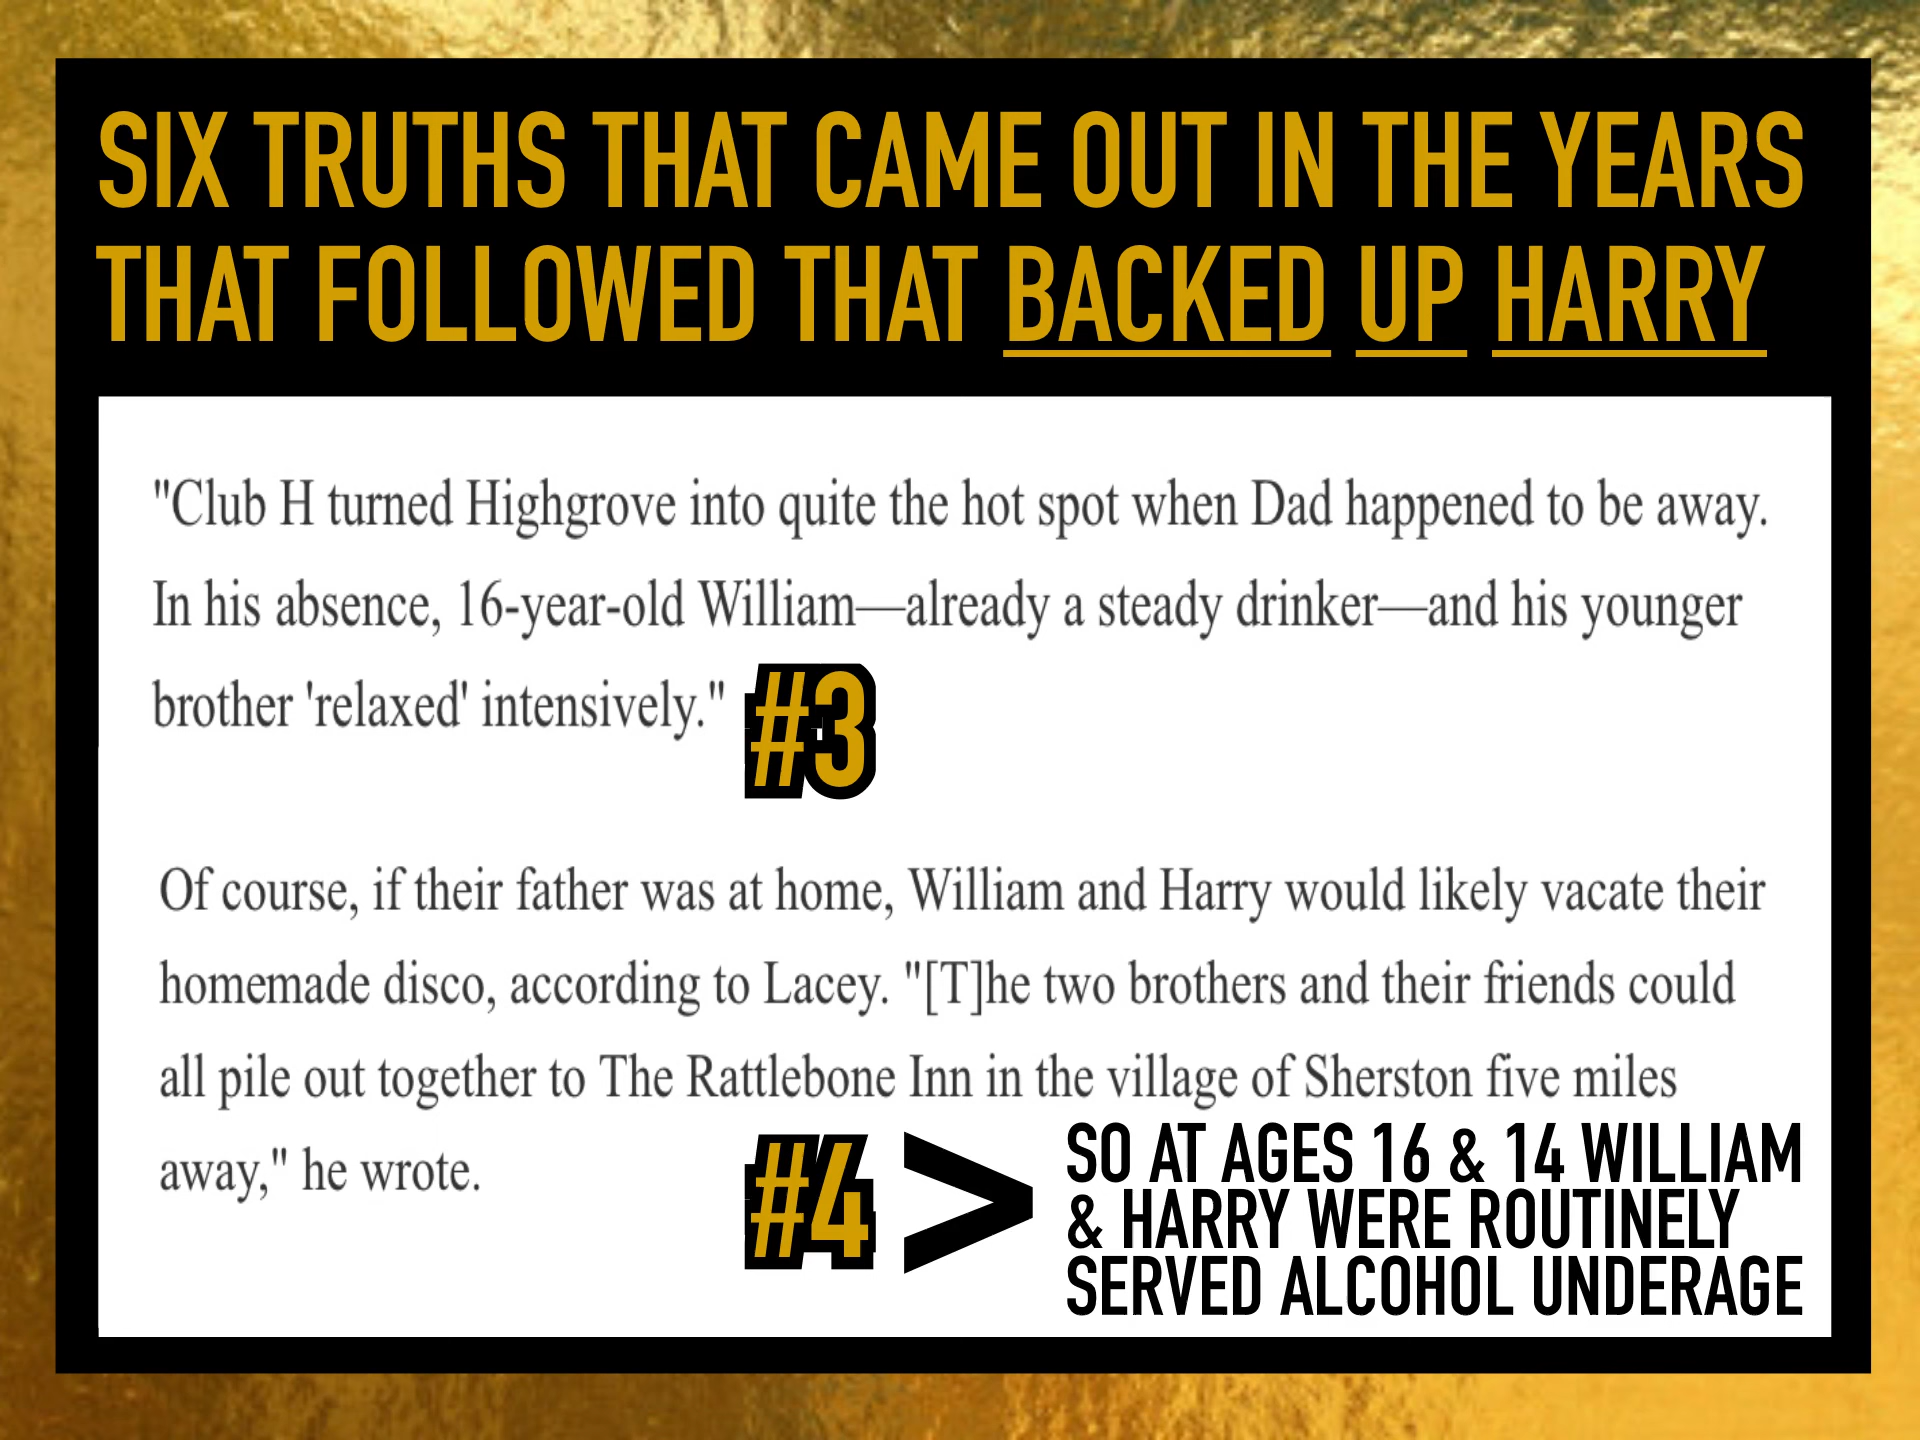 SIX TRUTHS THAT CAME OUT IN THE YEARS
THAT FOLLOWED THAT BACKED UP HARRY
"Club H turned Highgrove into quite the hot spot when Dad happened to be away.
In his absence, 16-year-old William—already a steady drinker—and his younger
brother 'relaxed' intensively."
#3
Of course, if their father was at home, William and Harry would likely vacate their
homemade disco, according to Lacey. "[T]he two brothers and their friends could
all pile out together to The Rattlebone Inn in the village of Sherston five miles
away," he wrote.
#4 >
SO AT AGES 16 & 14 WILLIAM
& HARRY WERE ROUTINELY
SERVED ALCOHOL UNDERAGE